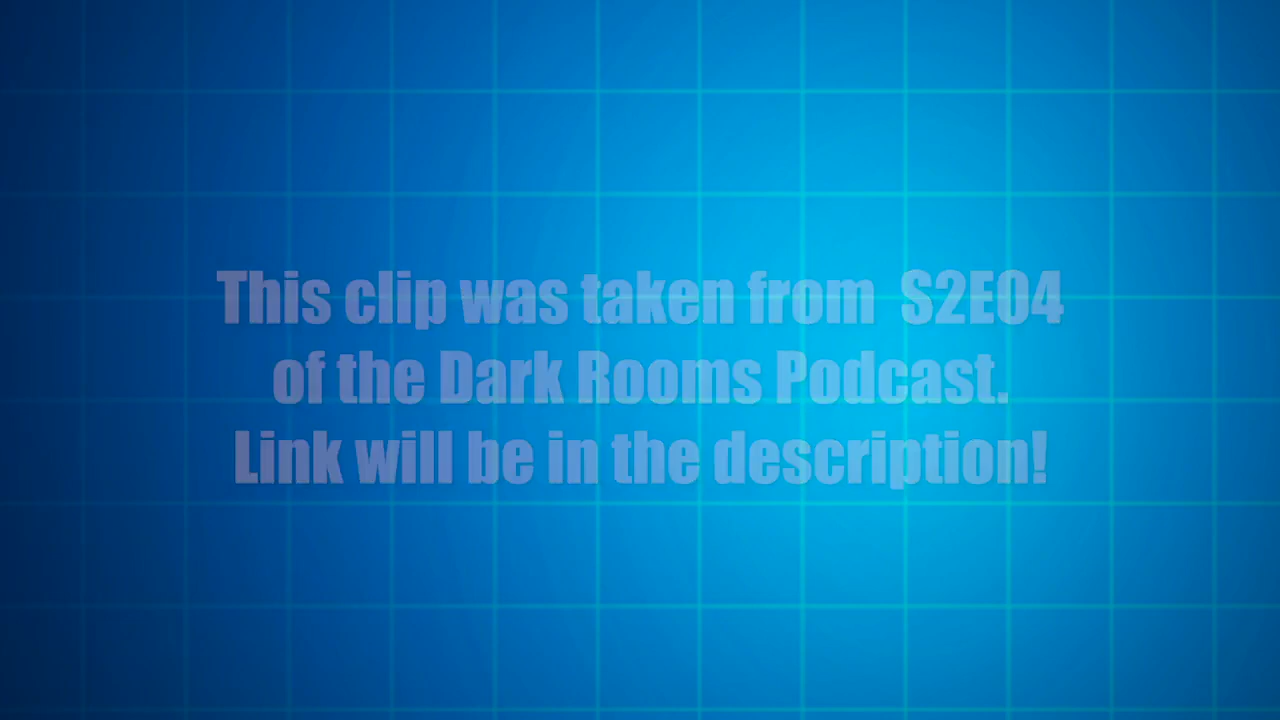 This clip was taken from  S2E04
of the Dark Rooms Podcast.
Link will be in the description!